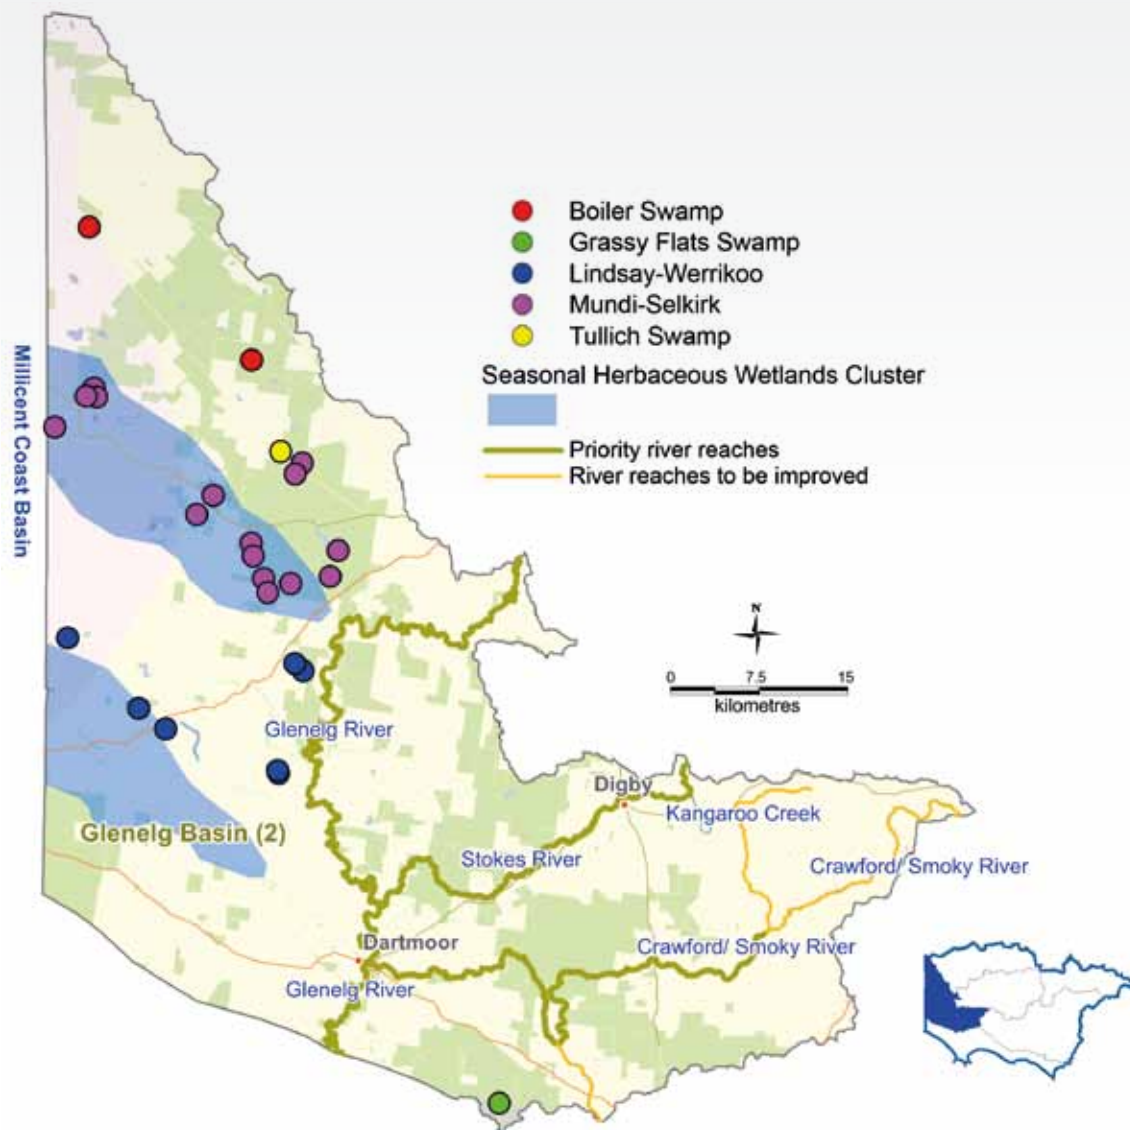 Boiler Swamp
Grassy Flats Swamp
Lindsay-Werrikoo
Mundi-Selkirk
Tullich Swamp
Seasonal Herbaceous Wetlands Cluster
Priority river reaches
River reaches to be improved
Millicent Coast Basin
N
0 7.5 15
kilometres
Glenelg River
Digby
Kangaroo Creek
Glenelg Basin (2)
Stokes River
Crawford/ Smoky River
Dartmoor
Crawford/ Smoky River
Glenelg River